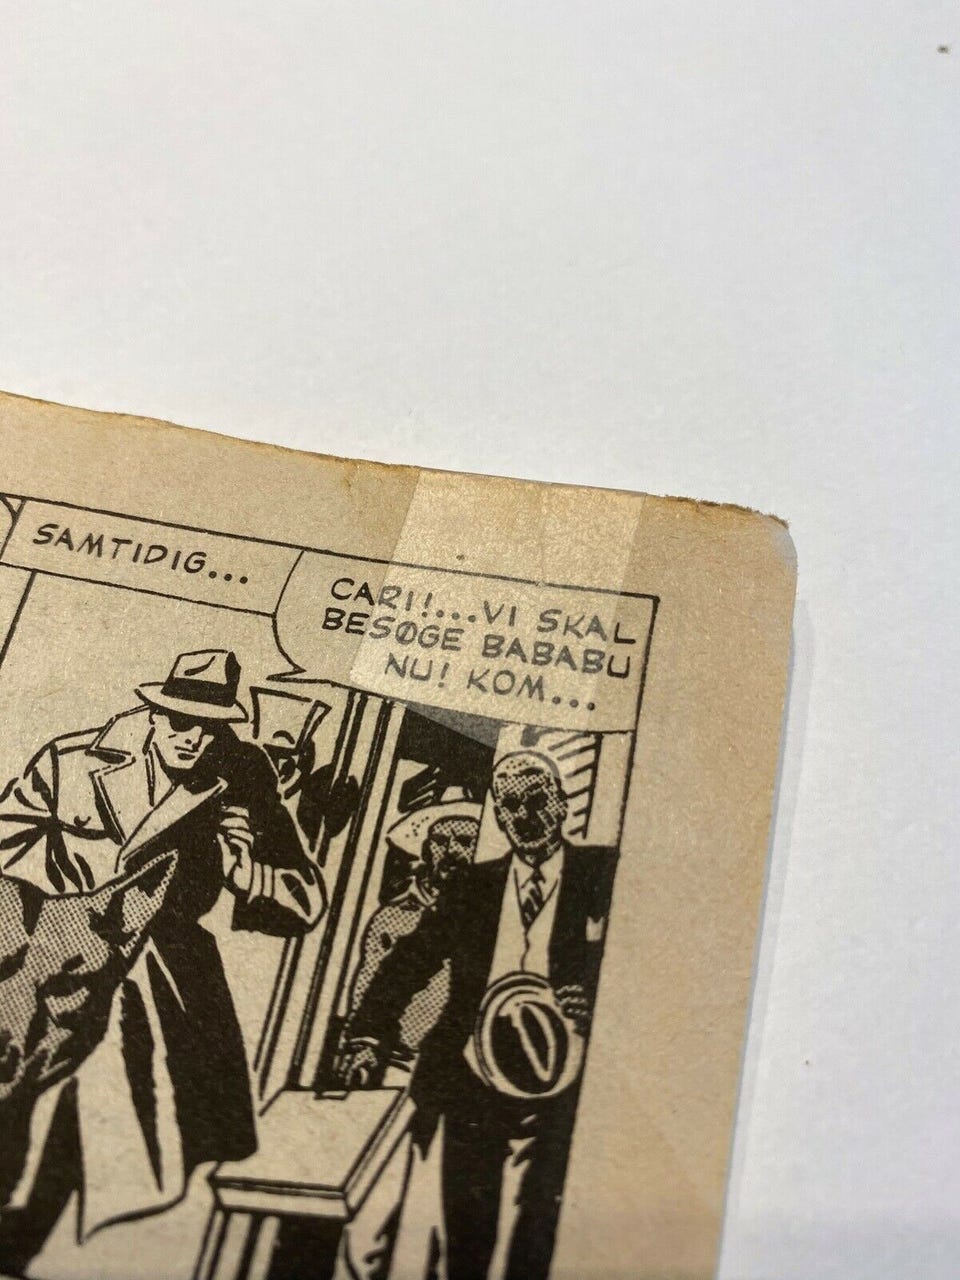 SAMTIDIG...
CARI!...VI SKAL
BESØGE BABABU
NU! KOM...